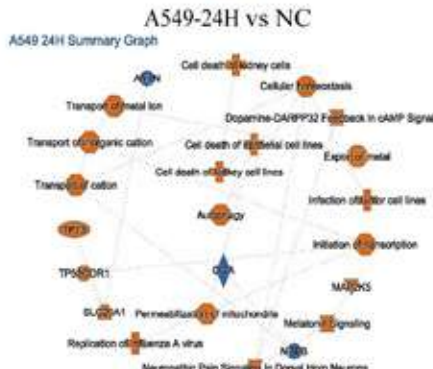 A549-24H vs NC
A549 24H Summary Graph
Cell death of kidney cells
Cellular homeostasis
Transport of metal ion
Dopamine-DARPP32 Feedback in cAMP Signal
Transport of inorganic cation
Cell death of epithelial cell lines
Export of metal
Cell death of kidney cell lines
Transport of cation
Infection of tumor cell lines
Autophagy
Initiation of transcription
MAP2K5
Permeabilization of mitochondria
Melatonin Signaling
Replication of Influenza A virus
Neuropathic Pain Signaling In Dorsal Horn Neurons